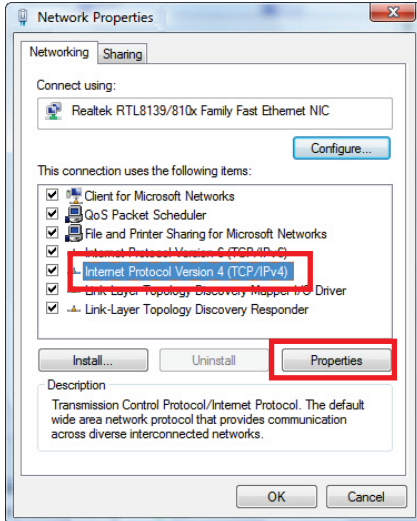 Network Properties
Networking
Sharing
Connect using:
Realtek RTL8139/810x Family Fast Ethernet NIC
Configure...
This connection uses the following items:
Client for Microsoft Networks
QoS Packet Scheduler
File and Printer Sharing for Microsoft Networks
Internet Protocol Version 6 (TCP/IPv6)
Internet Protocol Version 4 (TCP/IPv4)
Link-Layer Topology Discovery Mapper I/O Driver
Link-Layer Topology Discovery Responder
Install...
Uninstall
Properties
Description
Transmission Control Protocol/Internet Protocol. The default
wide area network protocol that provides communication
across diverse interconnected networks.
OK
Cancel